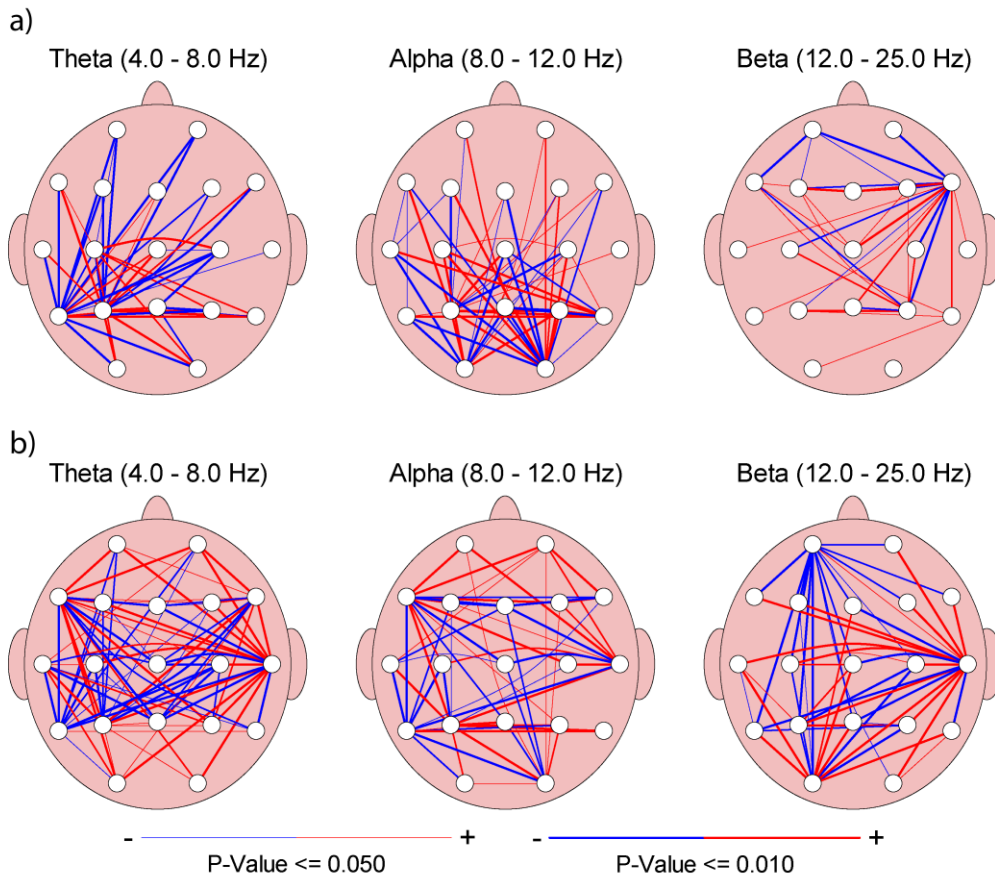 a)
Theta (4.0 - 8.0 Hz) Alpha (8.0 - 12.0 Hz) Beta (12.0 - 25.0 Hz)
b)
Theta (4.0 - 8.0 Hz) Alpha (8.0 - 12.0 Hz) Beta (12.0 - 25.0 Hz)
- + - +
P-Value <= 0.050 P-Value <= 0.010